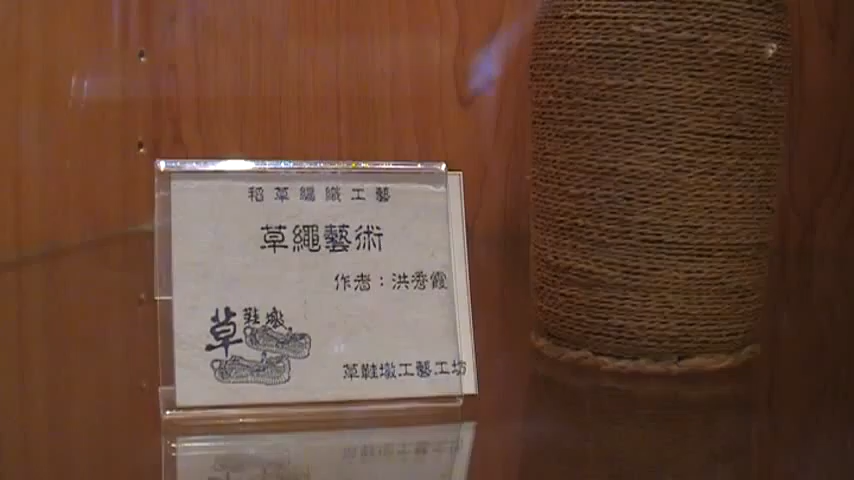 稻草編織工藝
草繩藝術
作者：洪秀霞
草鞋墩
草鞋墩工藝工坊